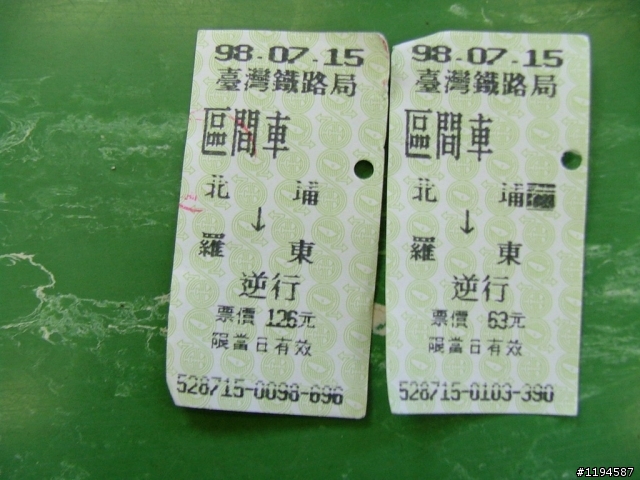 98.07.15
臺灣鐵路局
區間車
北 埔
↓
羅 東
逆行
票價 126元
限當日有效
528715-0098-696
98.07.15
臺灣鐵路局
區間車
北 埔
↓
羅 東
逆行
票價 63元
限當日有效
528715-0103-390
#1194587